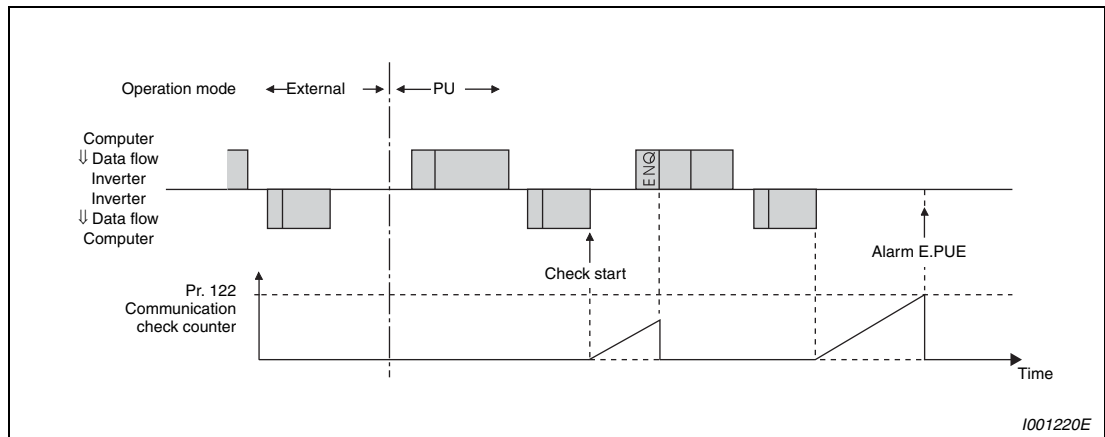 Operation mode
External
PU
Computer
⇓ Data flow
Inverter
Inverter
⇓ Data flow
Computer
ENQ
Check start
Alarm E.PUE
Pr. 122
Communication
check counter
Time
I001220E